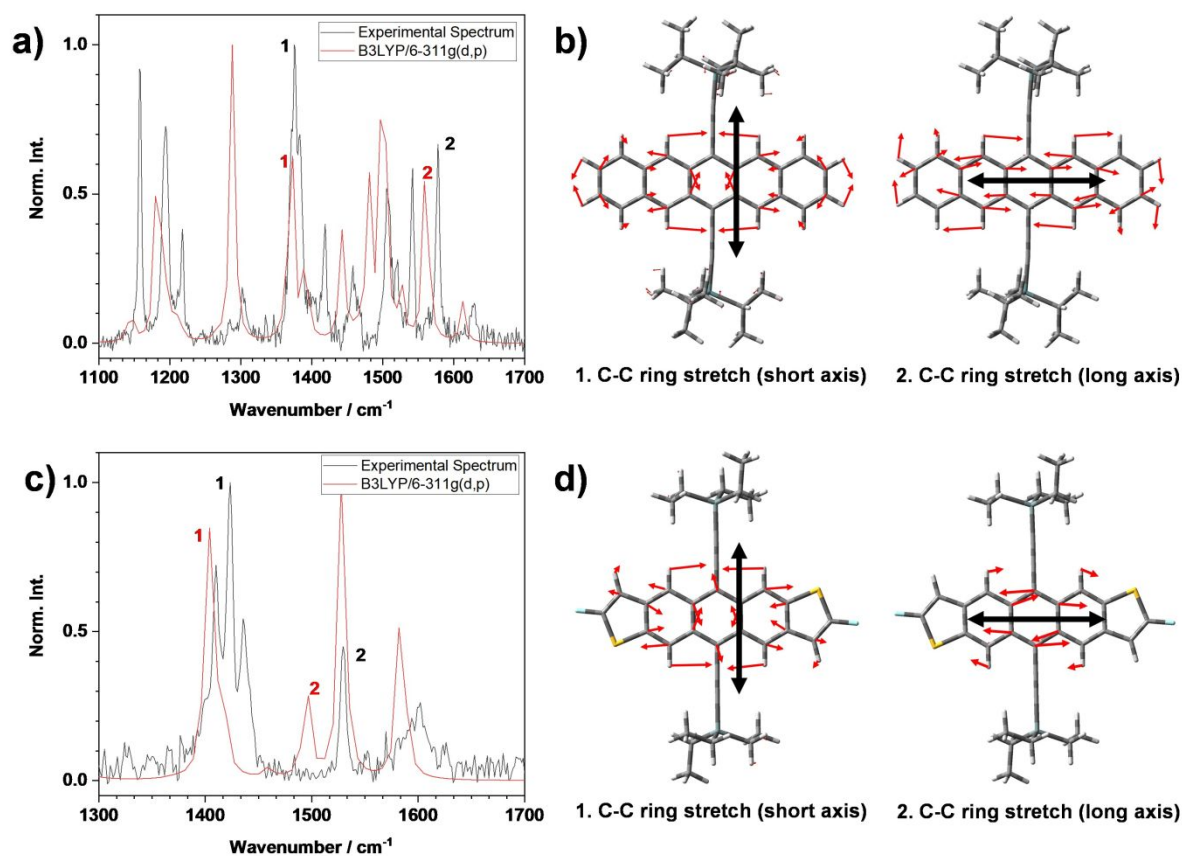 a)
Experimental Spectrum
B3LYP/6-311g(d,p)
1
1
2
2
Norm. Int.
1.0
0.5
0.0
1100 1200 1300 1400 1500 1600 1700
Wavenumber / cm-1
b)
1. C-C ring stretch (short axis)
2. C-C ring stretch (long axis)
c)
Experimental Spectrum
B3LYP/6-311g(d,p)
1
1
2
2
Norm. Int.
1.0
0.5
0.0
1300 1400 1500 1600 1700
Wavenumber / cm-1
d)
1. C-C ring stretch (short axis)
2. C-C ring stretch (long axis)